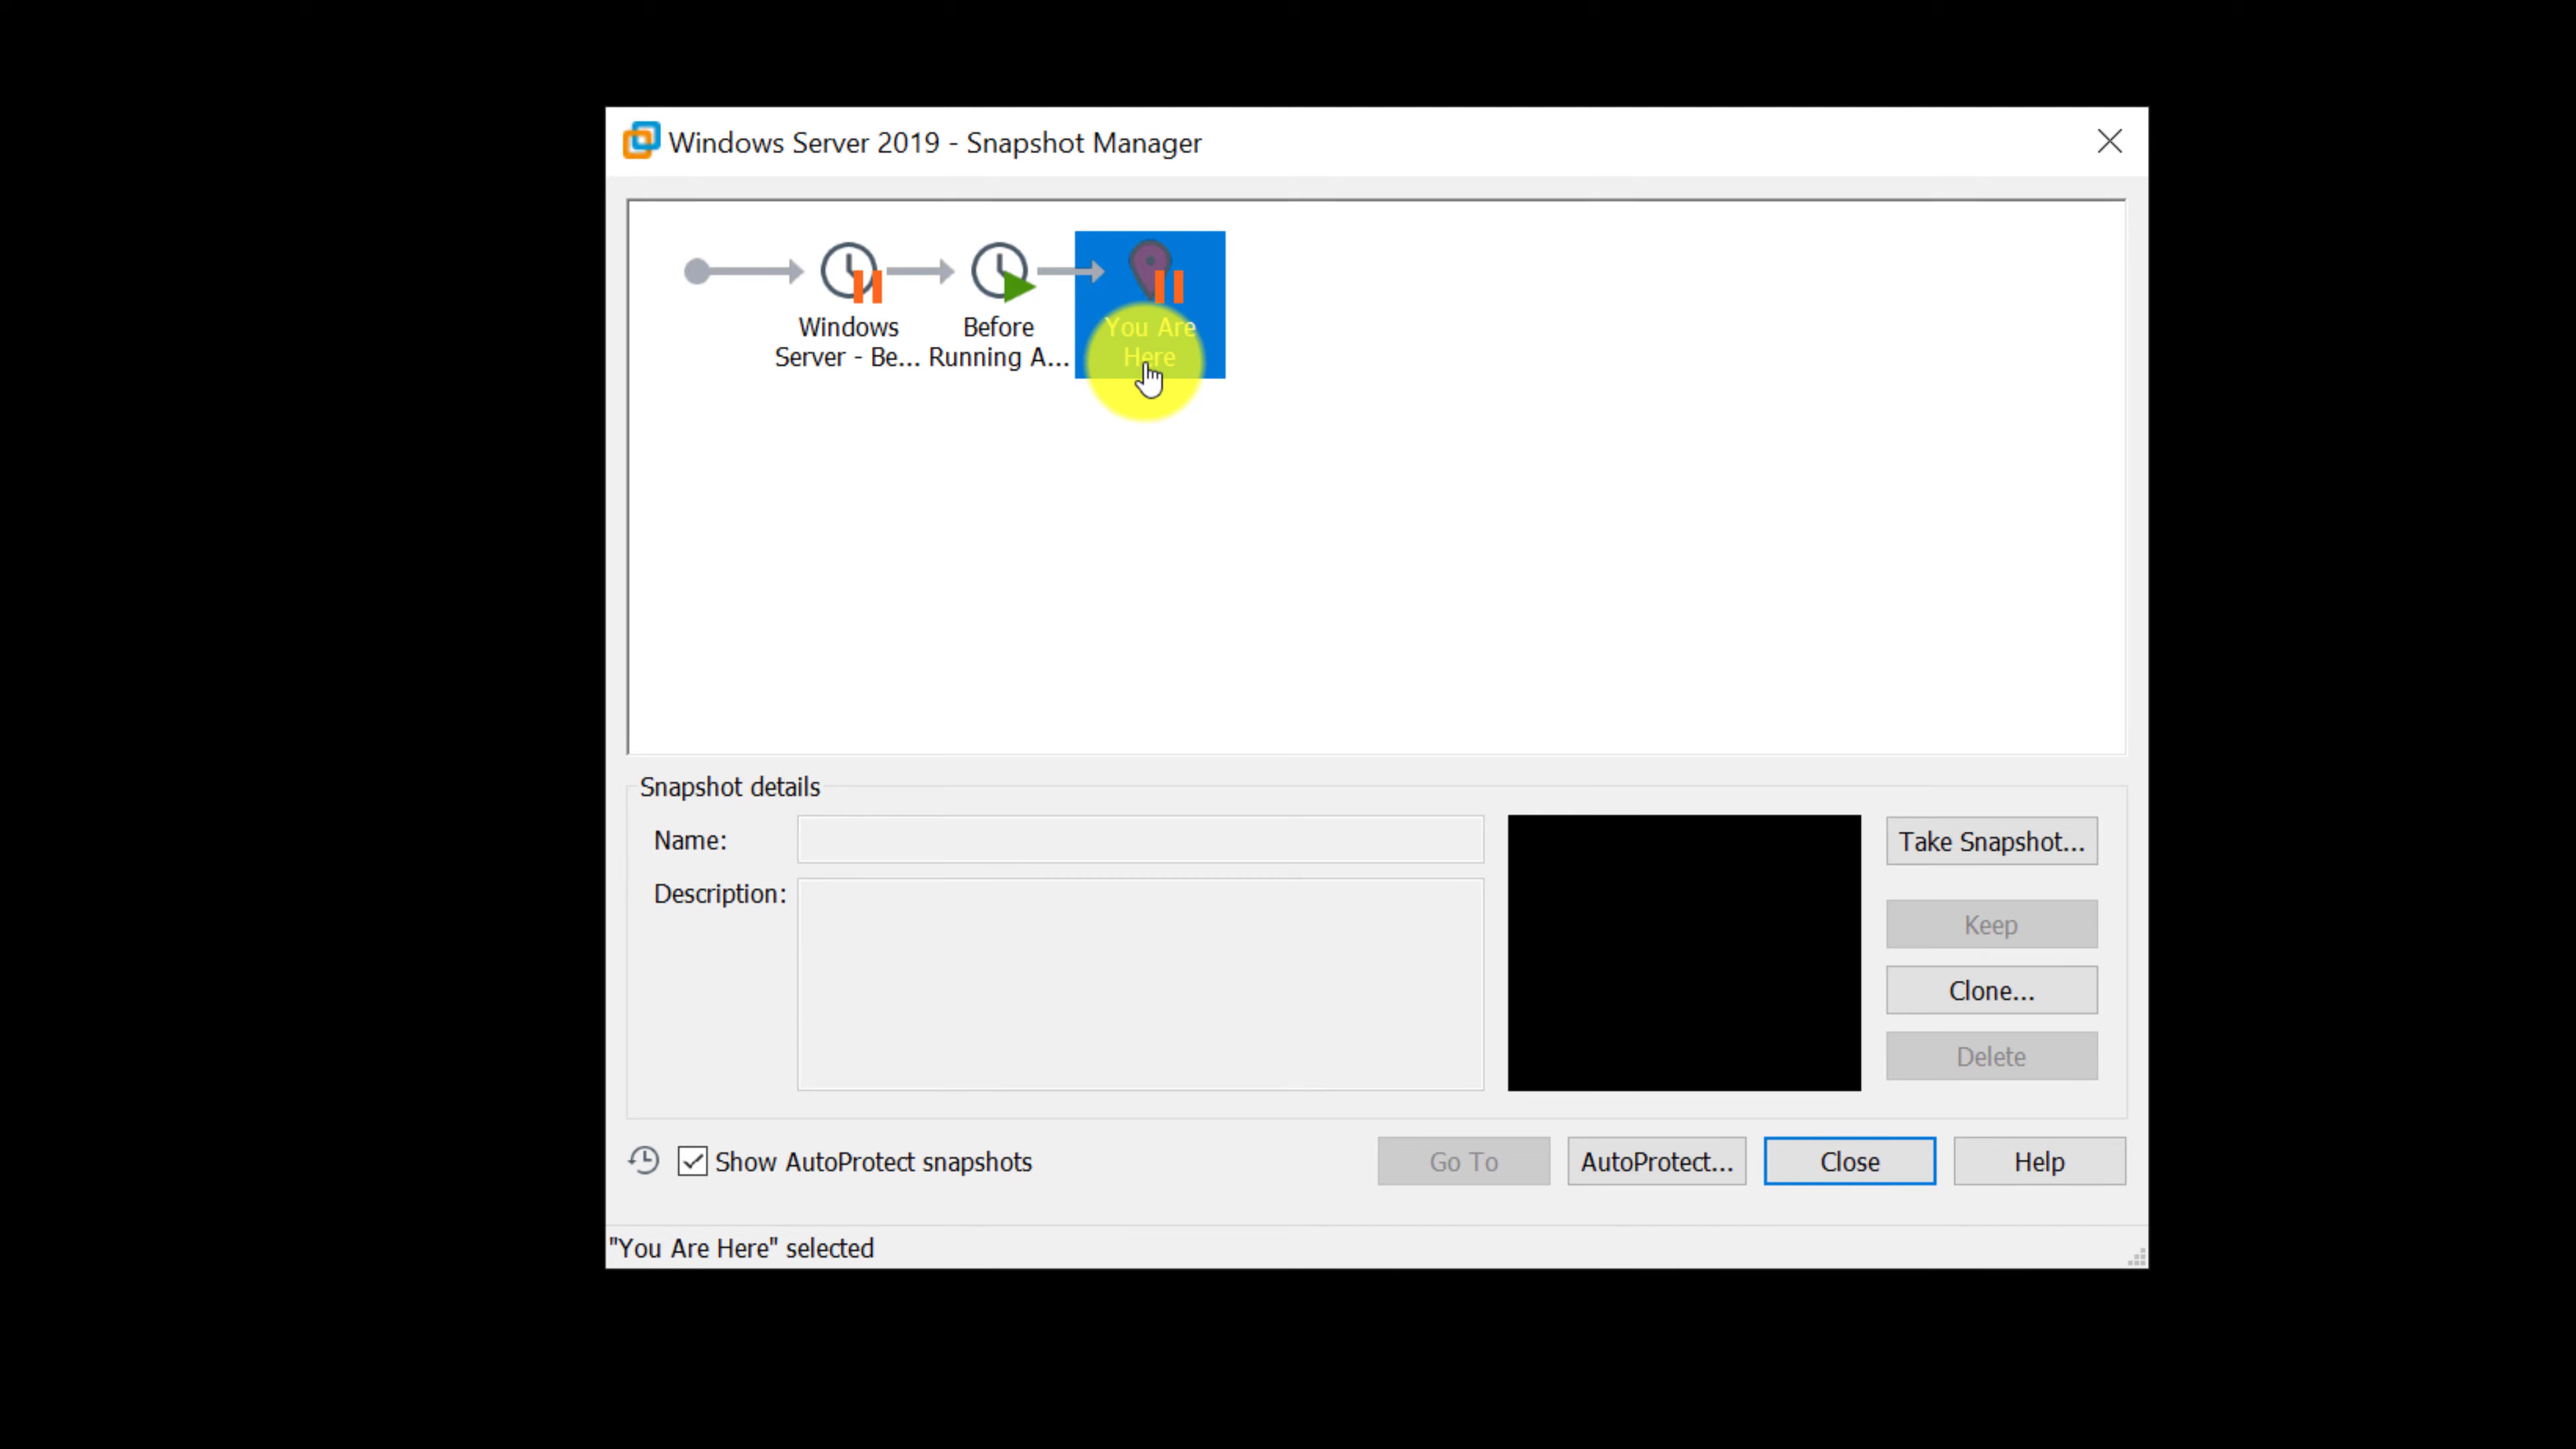 Windows Server 2019 - Snapshot Manager
Windows
Server - Be...
Before
Running A...
You Are
Here
Snapshot details
Name:
Description:
Take Snapshot...
Keep
Clone...
Delete
Show AutoProtect snapshots
Go To
AutoProtect...
Close
Help
"You Are Here" selected